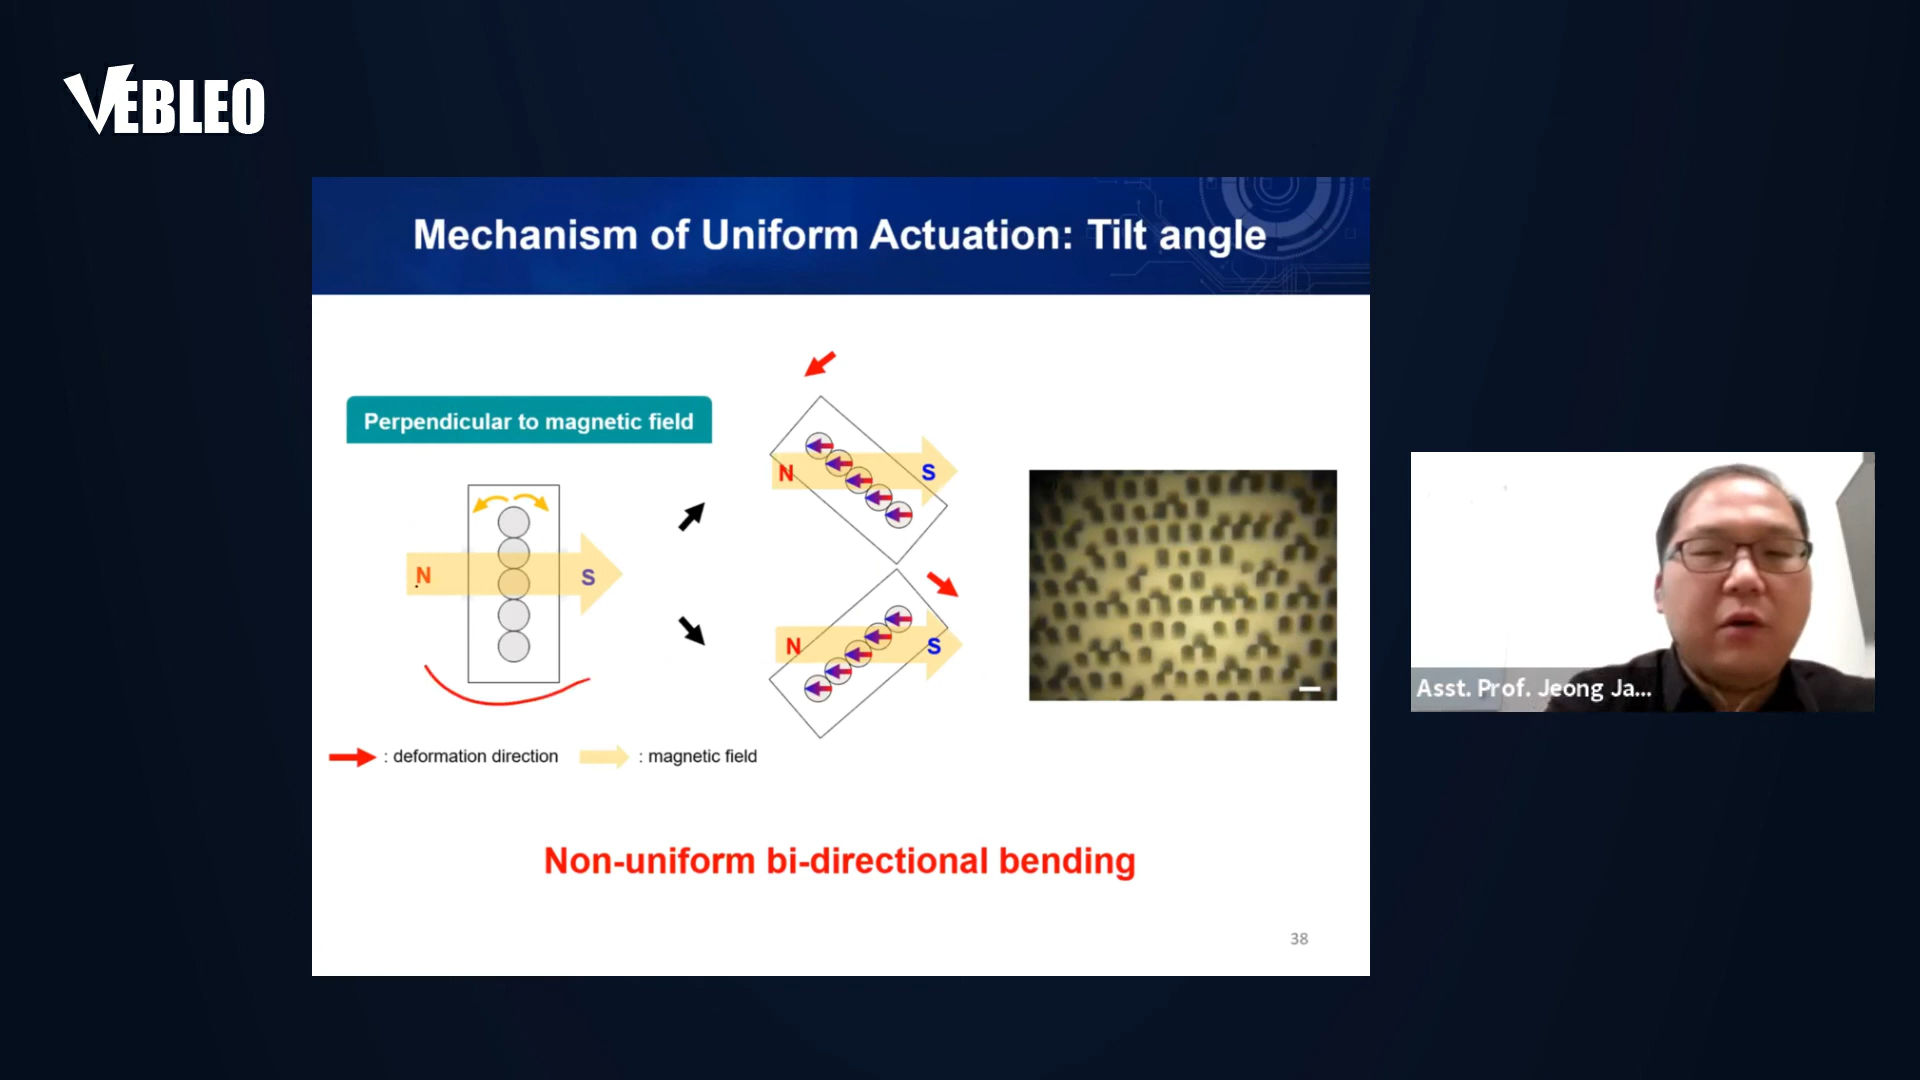 VEBLEO
Mechanism of Uniform Actuation: Tilt angle
Perpendicular to magnetic field
N S
N S
N S
: deformation direction : magnetic field
Non-uniform bi-directional bending
38
Asst. Prof. Jeong Ja...